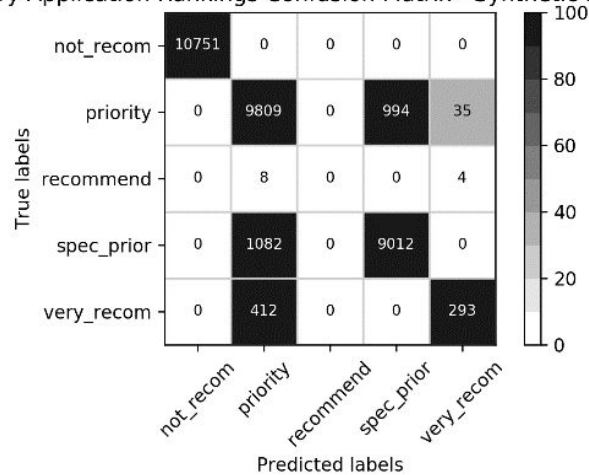 Application Rankings Confusion Matrix - Synthetic
100
not_recom 10751 0 0 0 0
80
priority 0 9809 0 994 35
60
True labels
recommend 0 8 0 0 4
40
spec_prior 0 1082 0 9012 0
20
very_recom 0 412 0 0 293
0
not_recom priority recommend spec_prior very_recom
Predicted labels